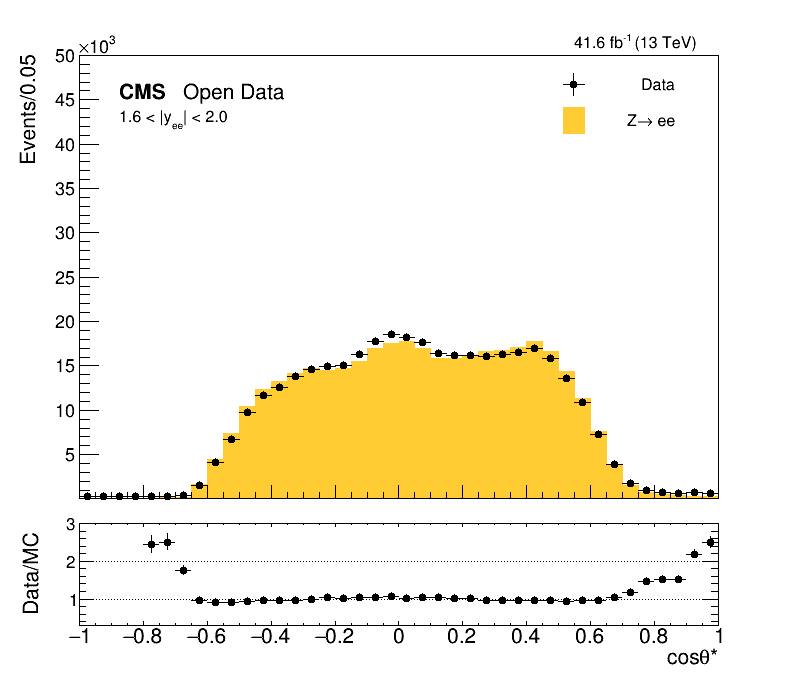 ×10³
41.6 fb⁻¹ (13 TeV)
Events/0.05
50
45
40
35
30
25
20
15
10
5
CMS Open Data
1.6 < |y_ee| < 2.0
Data
Z→ ee
Data/MC
3
2
1
−1 −0.8 −0.6 −0.4 −0.2 0 0.2 0.4 0.6 0.8 1
cosθ*